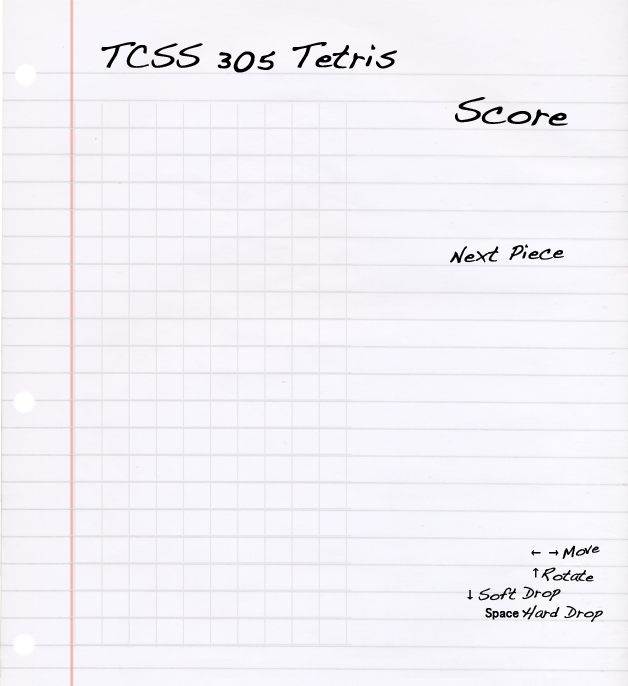 TCSS 305 Tetris
Score
Next Piece
← → Move
↑ Rotate
↓ Soft Drop
Space Hard Drop